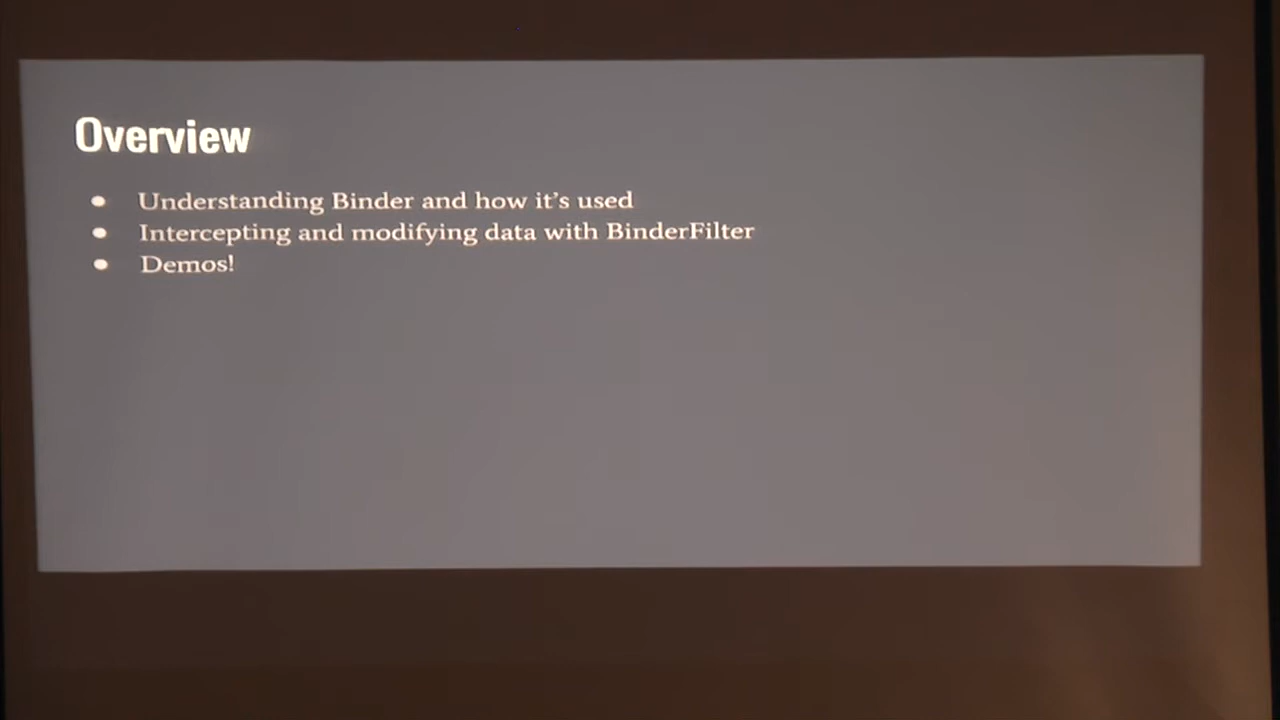 Overview
● Understanding Binder and how it's used
● Intercepting and modifying data with BinderFilter
● Demos!